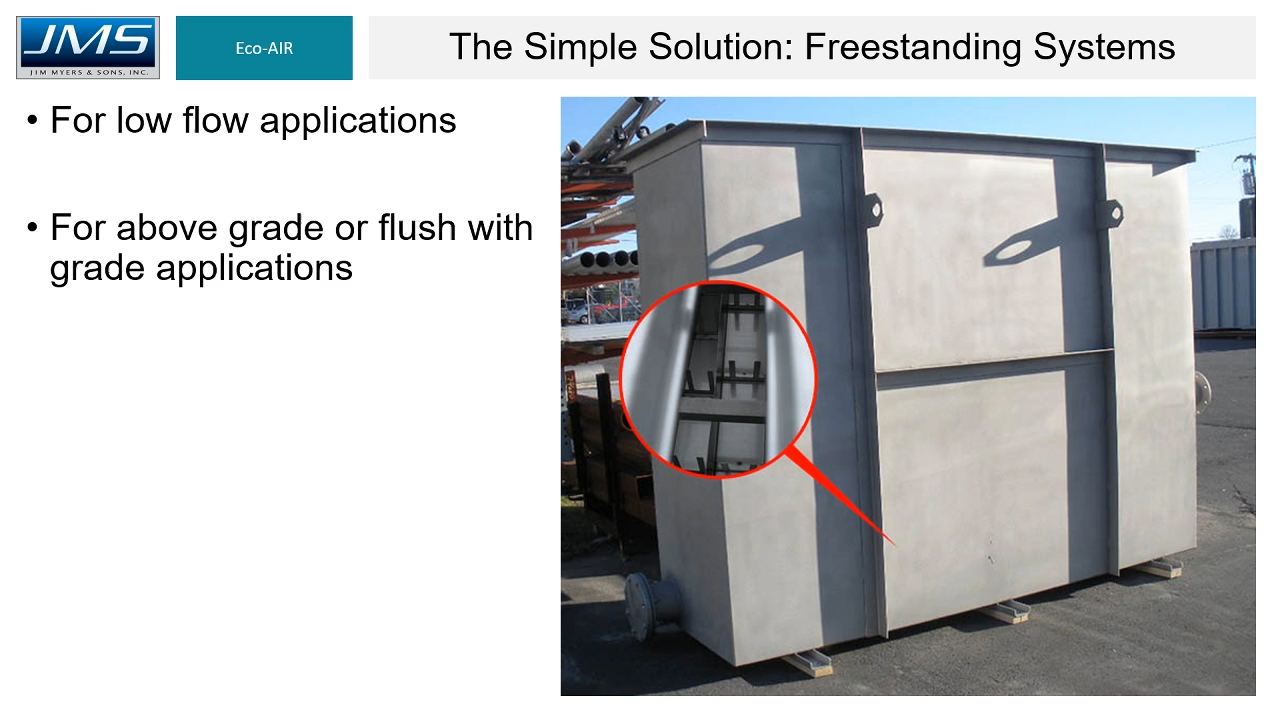 JMS
JIM MYERS & SONS, INC.
Eco-AIR
The Simple Solution: Freestanding Systems
• For low flow applications
• For above grade or flush with
grade applications